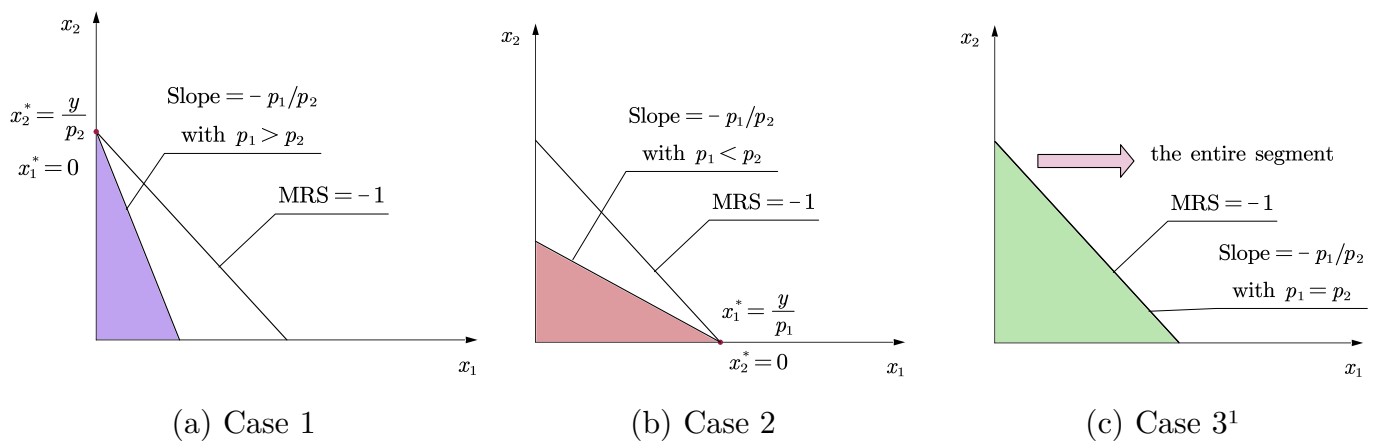 x₂
Slope = − p₁/p₂
with p₁ > p₂
x₂* = y/p₂
x₁* = 0
MRS = −1
x₁
(a) Case 1
x₂
Slope = − p₁/p₂
with p₁ < p₂
MRS = −1
x₁* = y/p₁
x₂* = 0
x₁
(b) Case 2
x₂
the entire segment
MRS = −1
Slope = − p₁/p₂
with p₁ = p₂
x₁
(c) Case 3¹